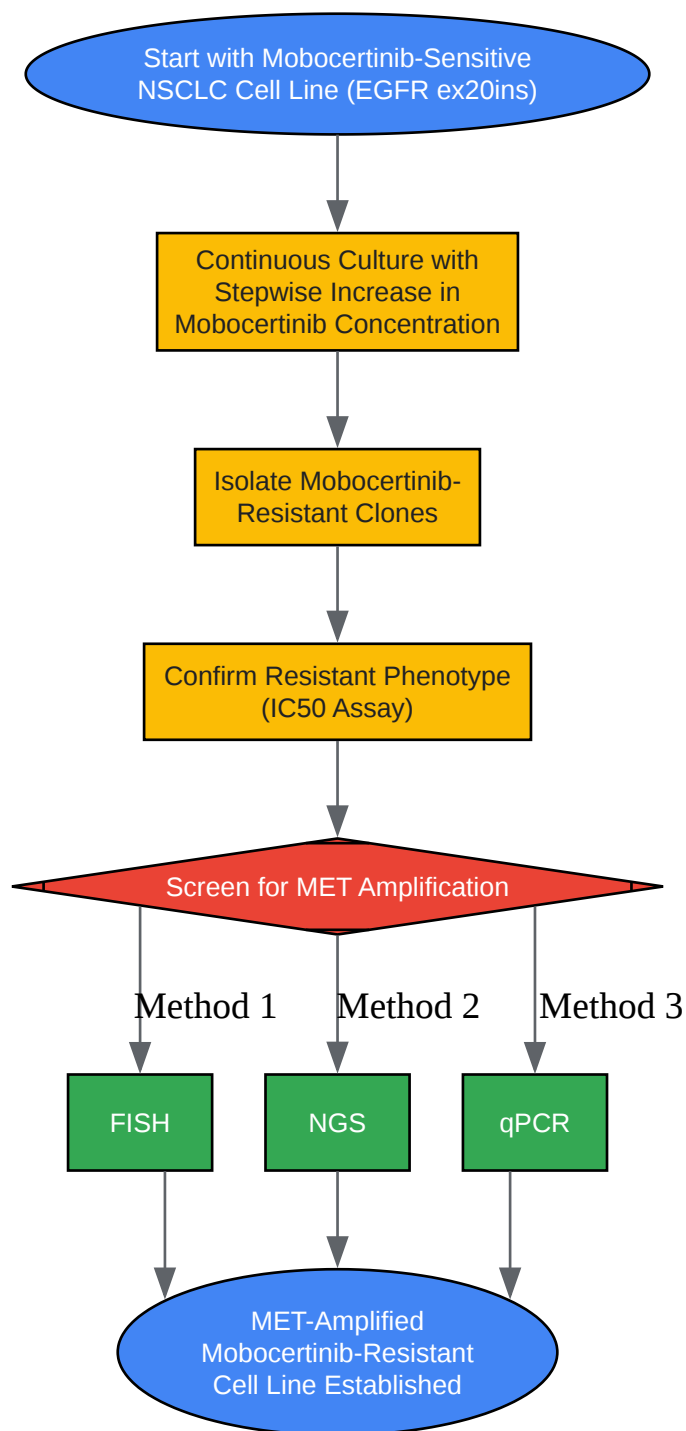 Start with Mobocertinib-Sensitive
NSCLC Cell Line (EGFR ex20ins)
Continuous Culture with
Stepwise Increase in
Mobocertinib Concentration
Isolate Mobocertinib-
Resistant Clones
Confirm Resistant Phenotype
(IC50 Assay)
Screen for MET Amplification
Method 1
Method 2
Method 3
FISH
NGS
qPCR
MET-Amplified
Mobocertinib-Resistant
Cell Line Established